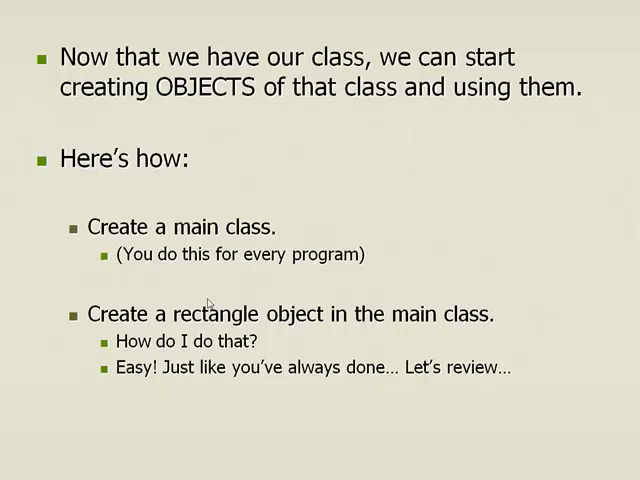 Now that we have our class, we can start
creating OBJECTS of that class and using them.
Here's how:
Create a main class.
(You do this for every program)
Create a rectangle object in the main class.
How do I do that?
Easy! Just like you've always done… Let's review…